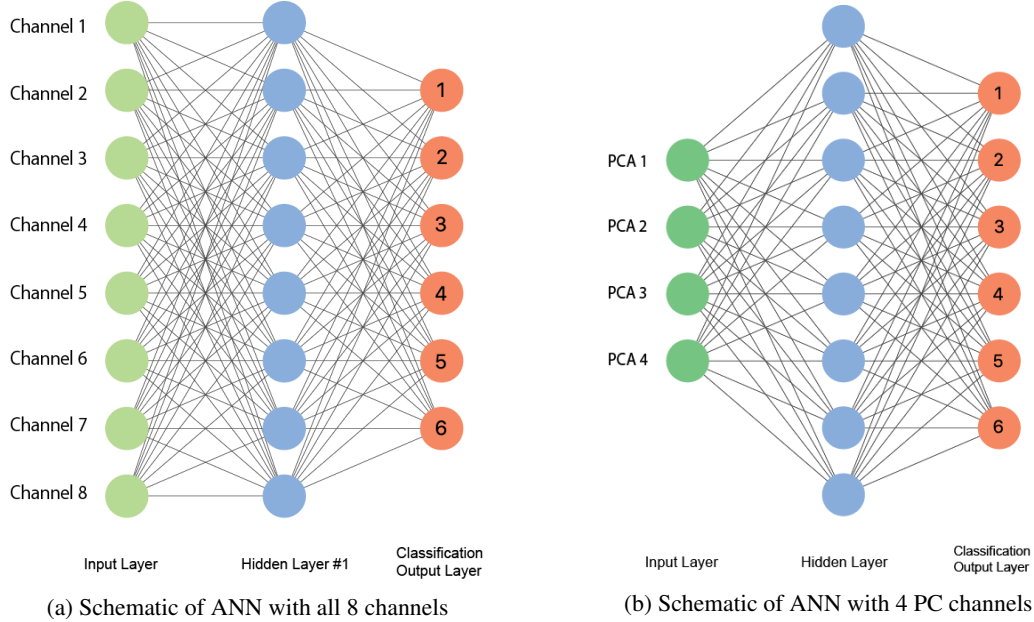 Channel 1
Channel 2
Channel 3
Channel 4
Channel 5
Channel 6
Channel 7
Channel 8
1
2
3
4
5
6
Input Layer
Hidden Layer #1
Classification
Output Layer
(a) Schematic of ANN with all 8 channels
PCA 1
PCA 2
PCA 3
PCA 4
1
2
3
4
5
6
Input Layer
Hidden Layer
Classification
Output Layer
(b) Schematic of ANN with 4 PC channels